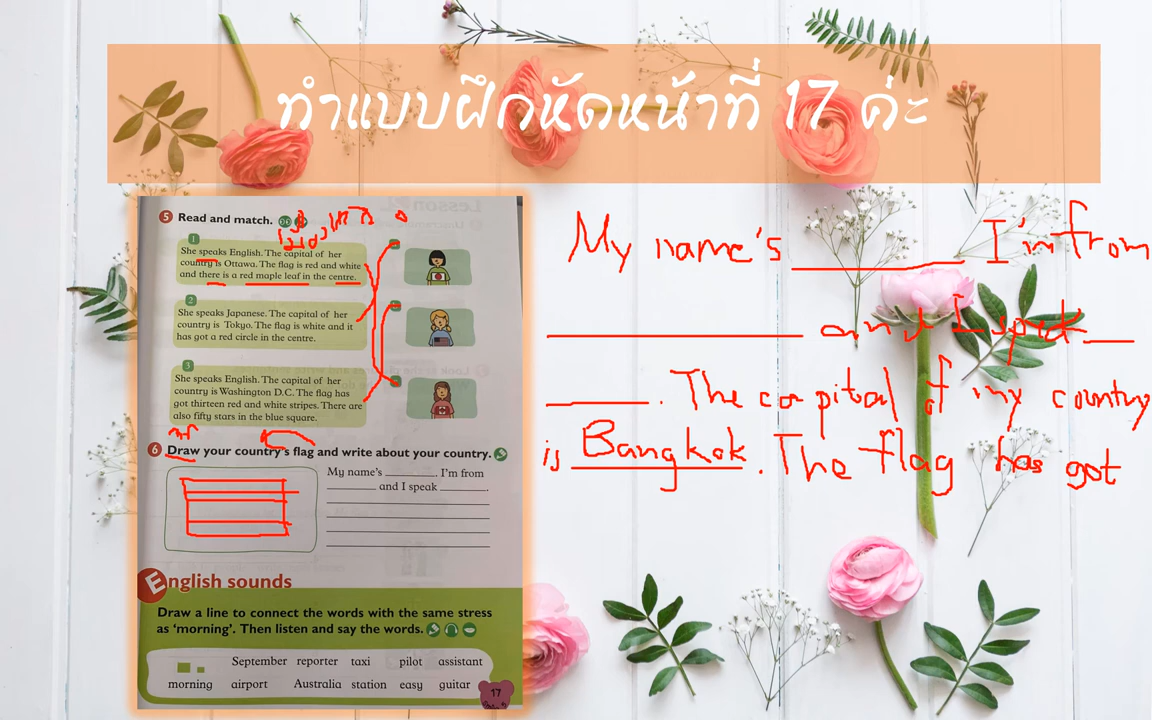 ทำแบบฝึกหัดหน้าที่ 17 ค่ะ
5 Read and match.
1
She speaks English. The capital of her
country is Ottawa. The flag is red and white
and there is a red maple leaf in the centre.
2
She speaks Japanese. The capital of her
country is Tokyo. The flag is white and it
has got a red circle in the centre.
3
She speaks English. The capital of her
country is Washington D.C. The flag has
got thirteen red and white stripes. There are
also fifty stars in the blue square.
6 Draw your country's flag and write about your country.
My name's ________. I'm from
________ and I speak ________.
English sounds
Draw a line to connect the words with the same stress
as 'morning'. Then listen and say the words.
September reporter taxi pilot assistant
morning airport Australia station easy guitar
17
My name's ________ I'm from
________ and I speak __
____. The capital of my country
is Bangkok. The flag has got